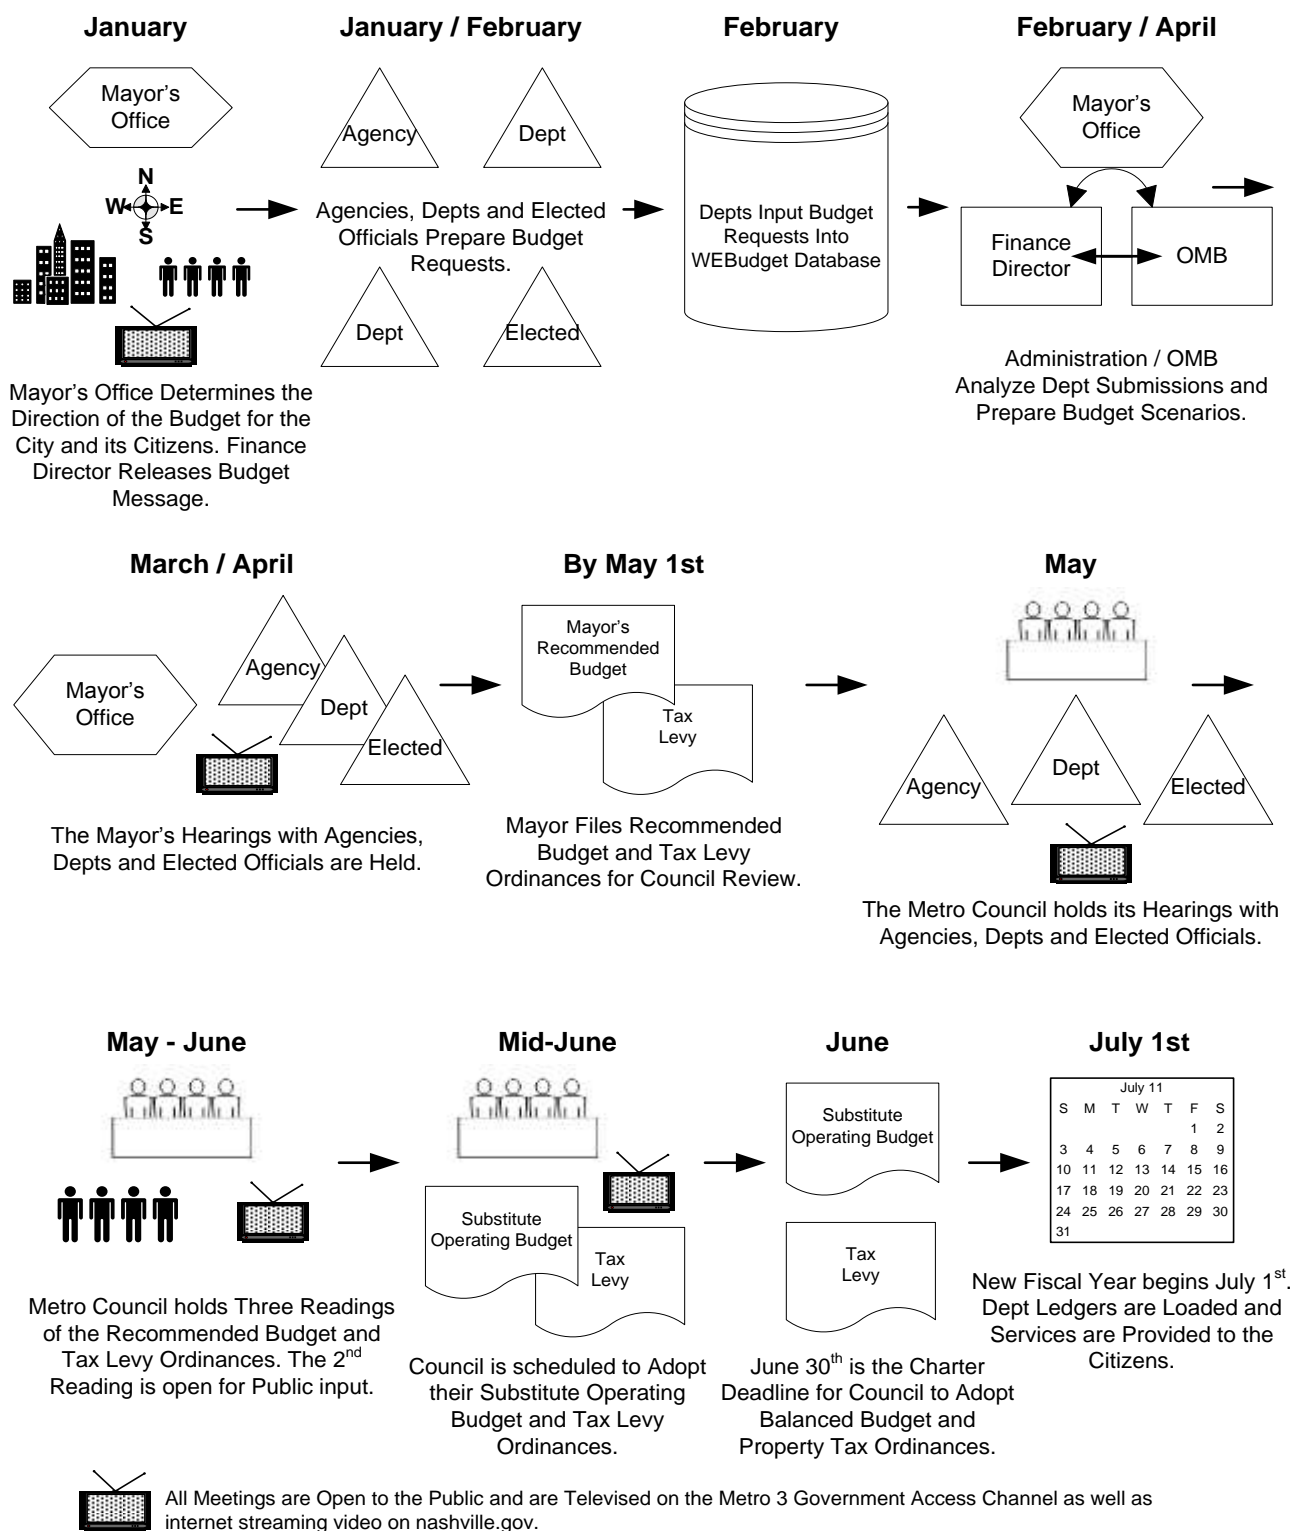 January
Mayor's
Office
N
W E
S
Mayor's Office Determines the
Direction of the Budget for the
City and its Citizens. Finance
Director Releases Budget
Message.
January / February
Agency
Dept
Agencies, Depts and Elected
Officials Prepare Budget
Requests.
Dept
Elected
February
Depts Input Budget
Requests Into
WEBudget Database
February / April
Mayor's
Office
Finance
Director
OMB
Administration / OMB
Analyze Dept Submissions and
Prepare Budget Scenarios.
March / April
Mayor's
Office
Agency
Dept
Elected
The Mayor's Hearings with Agencies,
Depts and Elected Officials are Held.
By May 1st
Mayor's
Recommended
Budget
Tax
Levy
Mayor Files Recommended
Budget and Tax Levy
Ordinances for Council Review.
May
Agency
Dept
Elected
The Metro Council holds its Hearings with
Agencies, Depts and Elected Officials.
May - June
Metro Council holds Three Readings
of the Recommended Budget and
Tax Levy Ordinances. The 2nd
Reading is open for Public input.
Mid-June
Substitute
Operating Budget
Tax
Levy
Council is scheduled to Adopt
their Substitute Operating
Budget and Tax Levy
Ordinances.
June
Substitute
Operating Budget
Tax
Levy
June 30th is the Charter
Deadline for Council to Adopt
Balanced Budget and
Property Tax Ordinances.
July 1st
July 11
S M T W T F S
1 2
3 4 5 6 7 8 9
10 11 12 13 14 15 16
17 18 19 20 21 22 23
24 25 26 27 28 29 30
31
New Fiscal Year begins July 1st.
Dept Ledgers are Loaded and
Services are Provided to the
Citizens.
All Meetings are Open to the Public and are Televised on the Metro 3 Government Access Channel as well as
internet streaming video on nashville.gov.